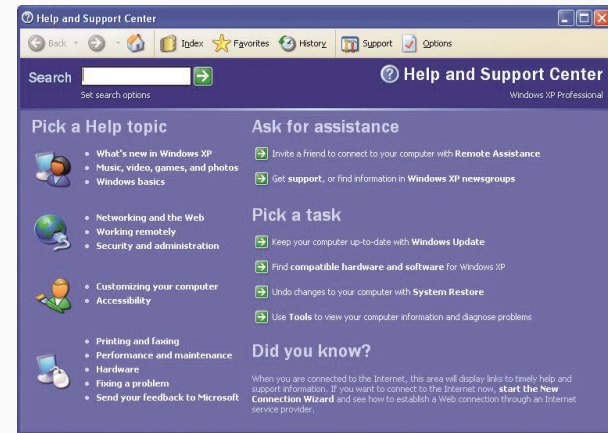 Help and Support Center
Back Index Favorites History Support Options
Search
Set search options
Help and Support Center
Windows XP Professional
Pick a Help topic
What's new in Windows XP
Music, video, games, and photos
Windows basics
Networking and the Web
Working remotely
Security and administration
Customizing your computer
Accessibility
Printing and faxing
Performance and maintenance
Hardware
Fixing a problem
Send your feedback to Microsoft
Ask for assistance
Invite a friend to connect to your computer with Remote Assistance
Get support, or find information in Windows XP newsgroups
Pick a task
Keep your computer up-to-date with Windows Update
Find compatible hardware and software for Windows XP
Undo changes to your computer with System Restore
Use Tools to view your computer information and diagnose problems
Did you know?
When you are connected to the Internet, this area will display links to timely help and
support information. If you want to connect to the Internet now, start the New
Connection Wizard and see how to establish a Web connection through an Internet
service provider.